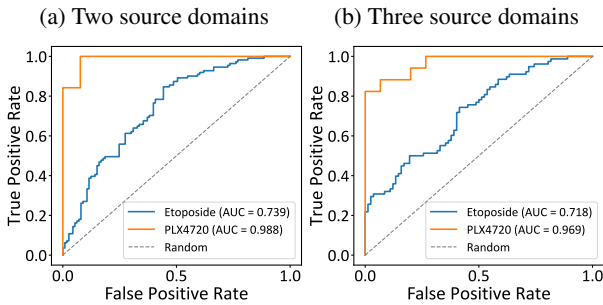 (a) Two source domains
1.0
0.8
0.6
0.4
0.2
0.0
True Positive Rate
Etoposide (AUC = 0.739)
PLX4720 (AUC = 0.988)
Random
0.0 0.5 1.0
False Positive Rate
(b) Three source domains
1.0
0.8
0.6
0.4
0.2
0.0
True Positive Rate
Etoposide (AUC = 0.718)
PLX4720 (AUC = 0.969)
Random
0.0 0.5 1.0
False Positive Rate